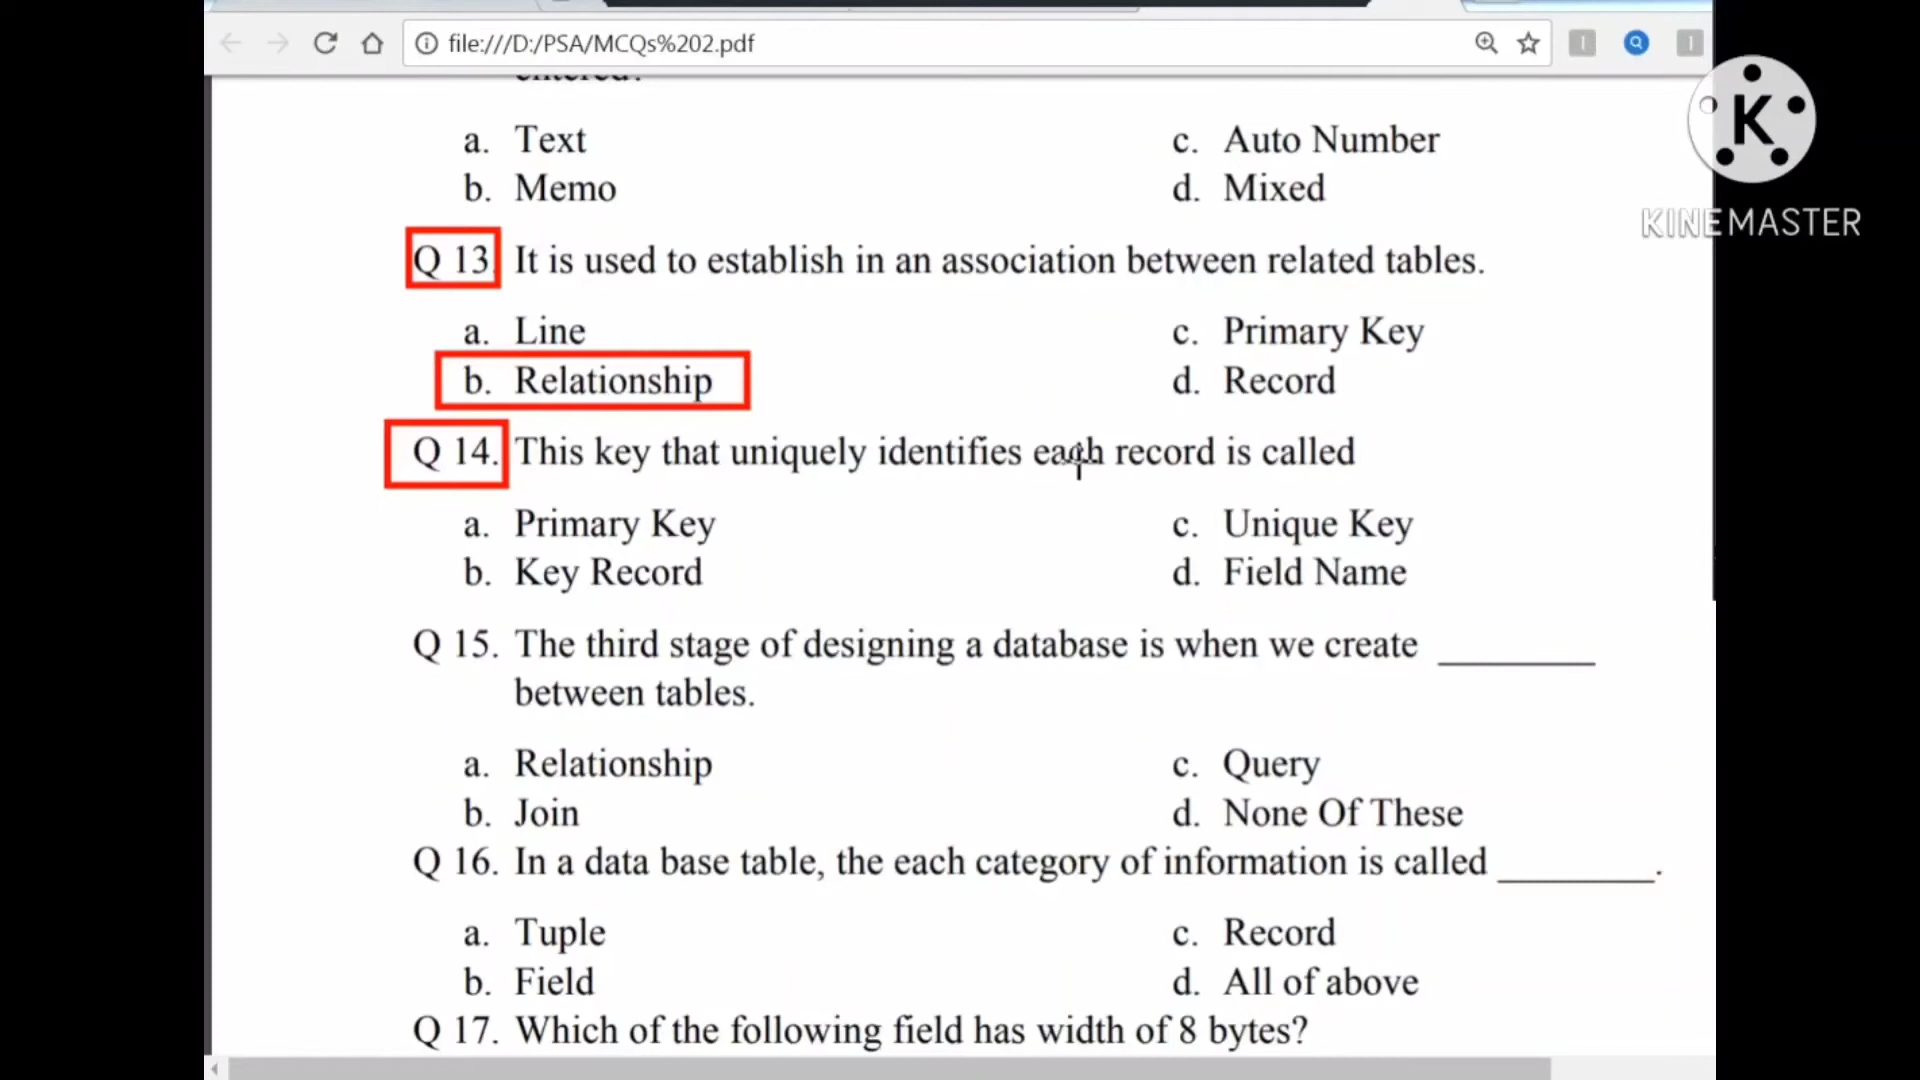 file:///D:/PSA/MCQs%202.pdf
K
KINEMASTER
entered?
a. Text
c. Auto Number
b. Memo
d. Mixed
Q 13. It is used to establish in an association between related tables.
a. Line
c. Primary Key
b. Relationship
d. Record
Q 14. This key that uniquely identifies each record is called
a. Primary Key
c. Unique Key
b. Key Record
d. Field Name
Q 15. The third stage of designing a database is when we create ________
between tables.
a. Relationship
c. Query
b. Join
d. None Of These
Q 16. In a data base table, the each category of information is called ________.
a. Tuple
c. Record
b. Field
d. All of above
Q 17. Which of the following field has width of 8 bytes?